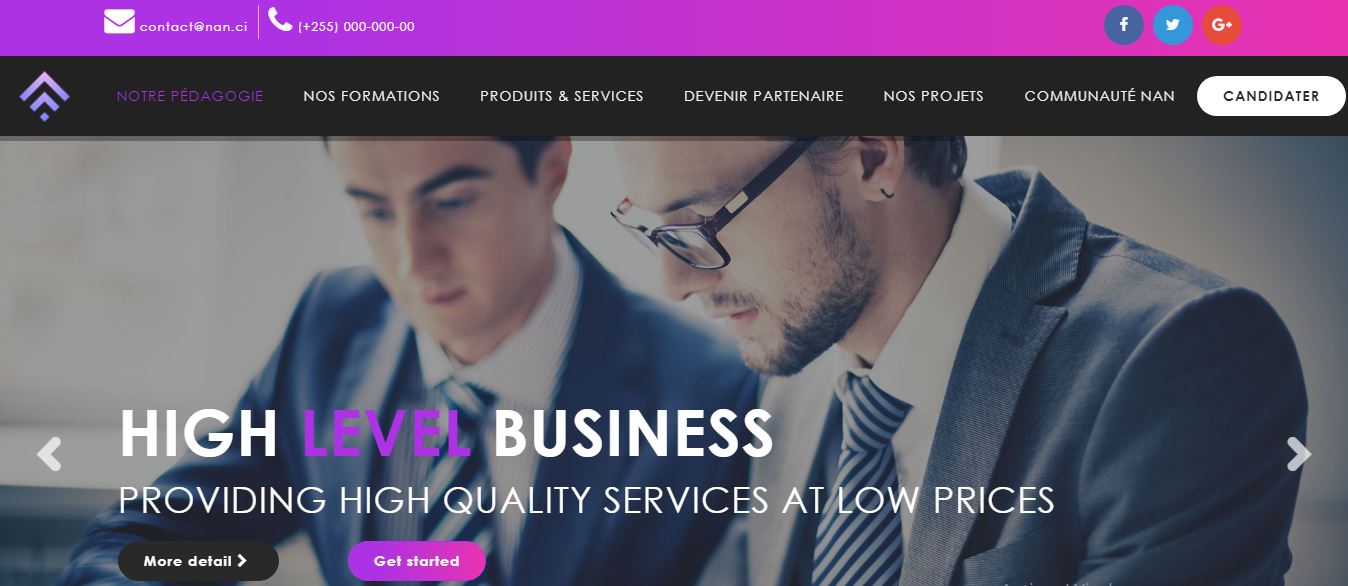 contact@nan.ci (+255) 000-000-00
NOTRE PÉDAGOGIE NOS FORMATIONS PRODUITS & SERVICES DEVENIR PARTENAIRE NOS PROJETS COMMUNAUTÉ NAN CANDIDATER
HIGH LEVEL BUSINESS
PROVIDING HIGH QUALITY SERVICES AT LOW PRICES
More detail Get started